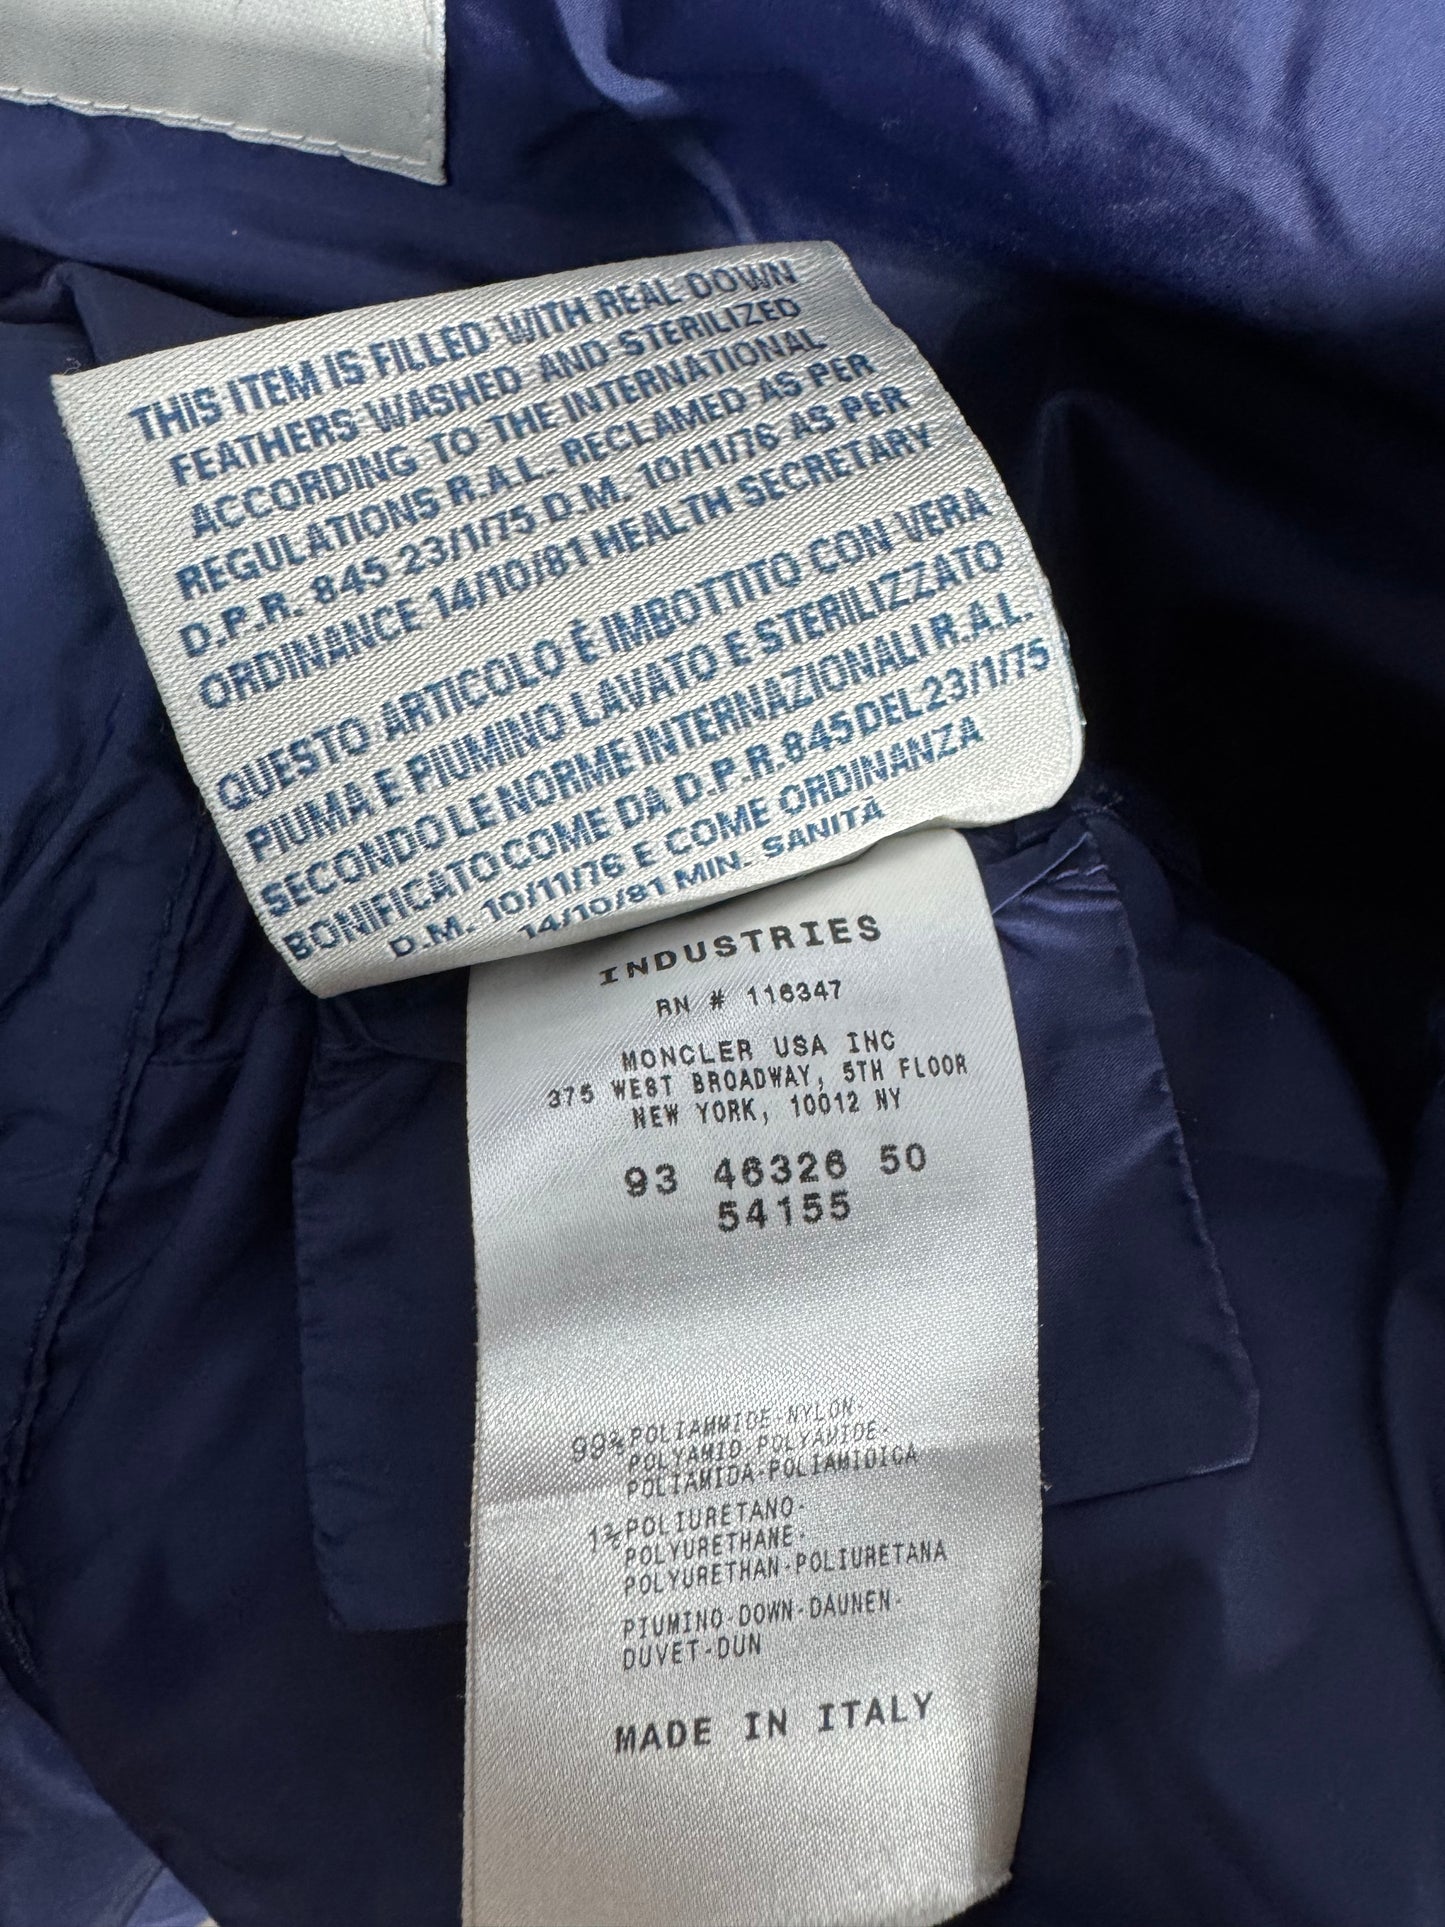 THIS ITEM IS FILLED WITH REAL DOWN
FEATHERS WASHED AND STERILIZED
ACCORDING TO THE INTERNATIONAL
REGULATIONS R.A.L. RECLAMED AS PER
D.P.R. 845 23/1/75 D.M. 10/11/76 AS PER
ORDINANCE 14/10/81 HEALTH SECRETARY
QUESTO ARTICOLO É IMBOTTITO CON VERA
PIUMA E PIUMINO LAVATO E STERILIZZATO
SECONDO LE NORME INTERNAZIONALI R.A.L.
BONIFICATO COME DA D.P.R. 845 DEL 23/1/75
D.M. 10/11/76 E COME ORDINANZA
14/10/81 MIN. SANITÁ
INDUSTRIES
RN # 116347
MONCLER USA INC
375 WEST BROADWAY, 5TH FLOOR
NEW YORK, 10012 NY
93 46326 50
54155
99% POLIAMMIDE-NYLON-
POLYAMID-POLYAMIDE-
POLIAMIDA-POLIAMIDICA
1% POLIURETANO-
POLYURETHANE-
POLYURETHAN-POLIURETANA
PIUMINO-DOWN-DAUNEN-
DUVET-DUN
MADE IN ITALY